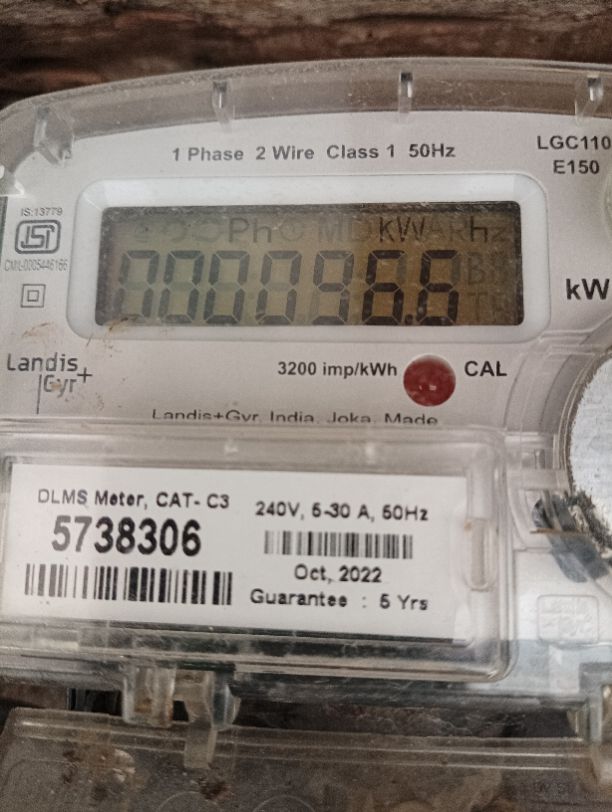 1 Phase 2 Wire Class 1 50Hz
LGC110
E150
IS:13779
ISI
kWh
kW
Landis
Gyr+
3200 imp/kWh
CAL
Landis+Gyr, India, Joka, Made
DLMS Meter, CAT- C3
5738306
240V, 5-30 A, 50Hz
Oct, 2022
Guarantee : 5 Yrs